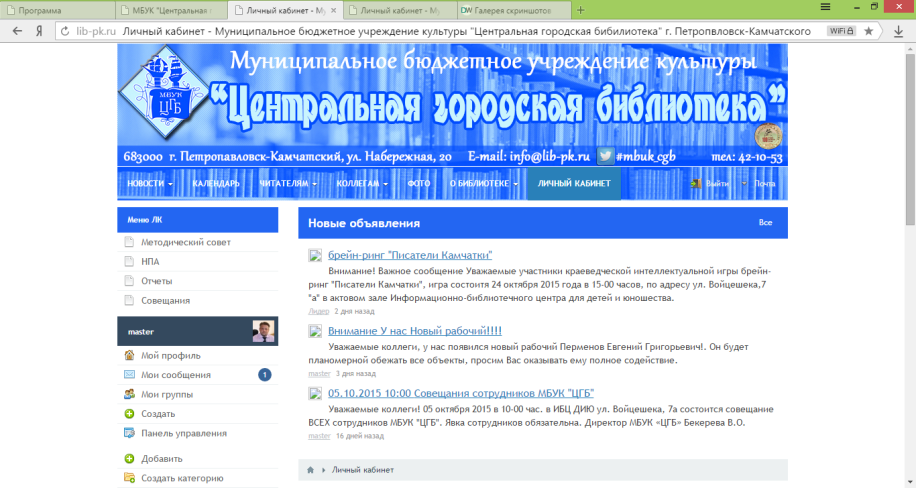 Программа
МБУК "Центральная г
Личный кабинет - Му
Личный кабинет - Му
Галерея скриншотов
lib-pk.ru Личный кабинет - Муниципальное бюджетное учреждение культуры "Центральная городская бибилиотека" г. Петропвловск-Камчатского
WiFi
Муниципальное бюджетное учреждение культуры
МБУК
ЦГБ
"Центральная городская библиотека"
683000 г. Петропавловск-Камчатский, ул. Набережная, 20 E-mail: info@lib-pk.ru #mbuk_cgb тел: 42-10-53
НОВОСТИ КАЛЕНДАРЬ ЧИТАТЕЛЯМ КОЛЛЕГАМ ФОТО О БИБЛИОТЕКЕ ЛИЧНЫЙ КАБИНЕТ Выйти Почта
Меню ЛК
Методический совет
НПА
Отчеты
Совещания
master
Мой профиль
Мои сообщения 1
Мои группы
Создать
Панель управления
Добавить
Создать категорию
Новые объявления Все
брейн-ринг "Писатели Камчатки"
Внимание! Важное сообщение Уважаемые участники краеведческой интеллектуальной игры брейн-
ринг "Писатели Камчатки", игра состоитя 24 октября 2015 года в 15-00 часов, по адресу ул. Войцешека,7
"а" в актовом зале Информационно-библиотечного центра для детей и юношества.
Лидер 2 дня назад
Внимание У нас Новый рабочий!!!!
Уважаемые коллеги, у нас появился новый рабочий Перменов Евгений Григорьевич!. Он будет
планомерной обежать все объекты, просим Вас оказывать ему полное содействие.
master 3 дня назад
05.10.2015 10:00 Совещания сотрудников МБУК "ЦГБ"
Уважаемые коллеги! 05 октября 2015 в 10-00 час. в ИБЦ ДИЮ ул. Войцешека, 7а состоится совещание
ВСЕХ сотрудников МБУК "ЦГБ". Явка сотрудников обязательна. Директор МБУК «ЦГБ» Бекерева В.О.
master 16 дней назад
Личный кабинет